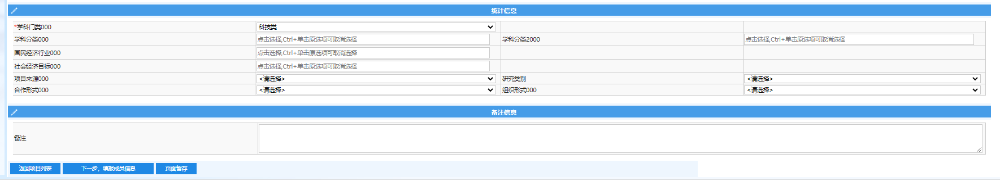 统计信息
*学科门类000 科技类
学科分类000 点击选择,Ctrl+单击原选项可取消选择 学科分类2000 点击选择,Ctrl+单击原选项可取消选择
国民经济行业000 点击选择,Ctrl+单击原选项可取消选择
社会经济目标000 点击选择,Ctrl+单击原选项可取消选择
项目来源000 <请选择> 研究类别 <请选择>
合作形式000 <请选择> 组织形式000 <请选择>
备注信息
备注
返回项目列表 下一步，填报成员信息 页面暂存